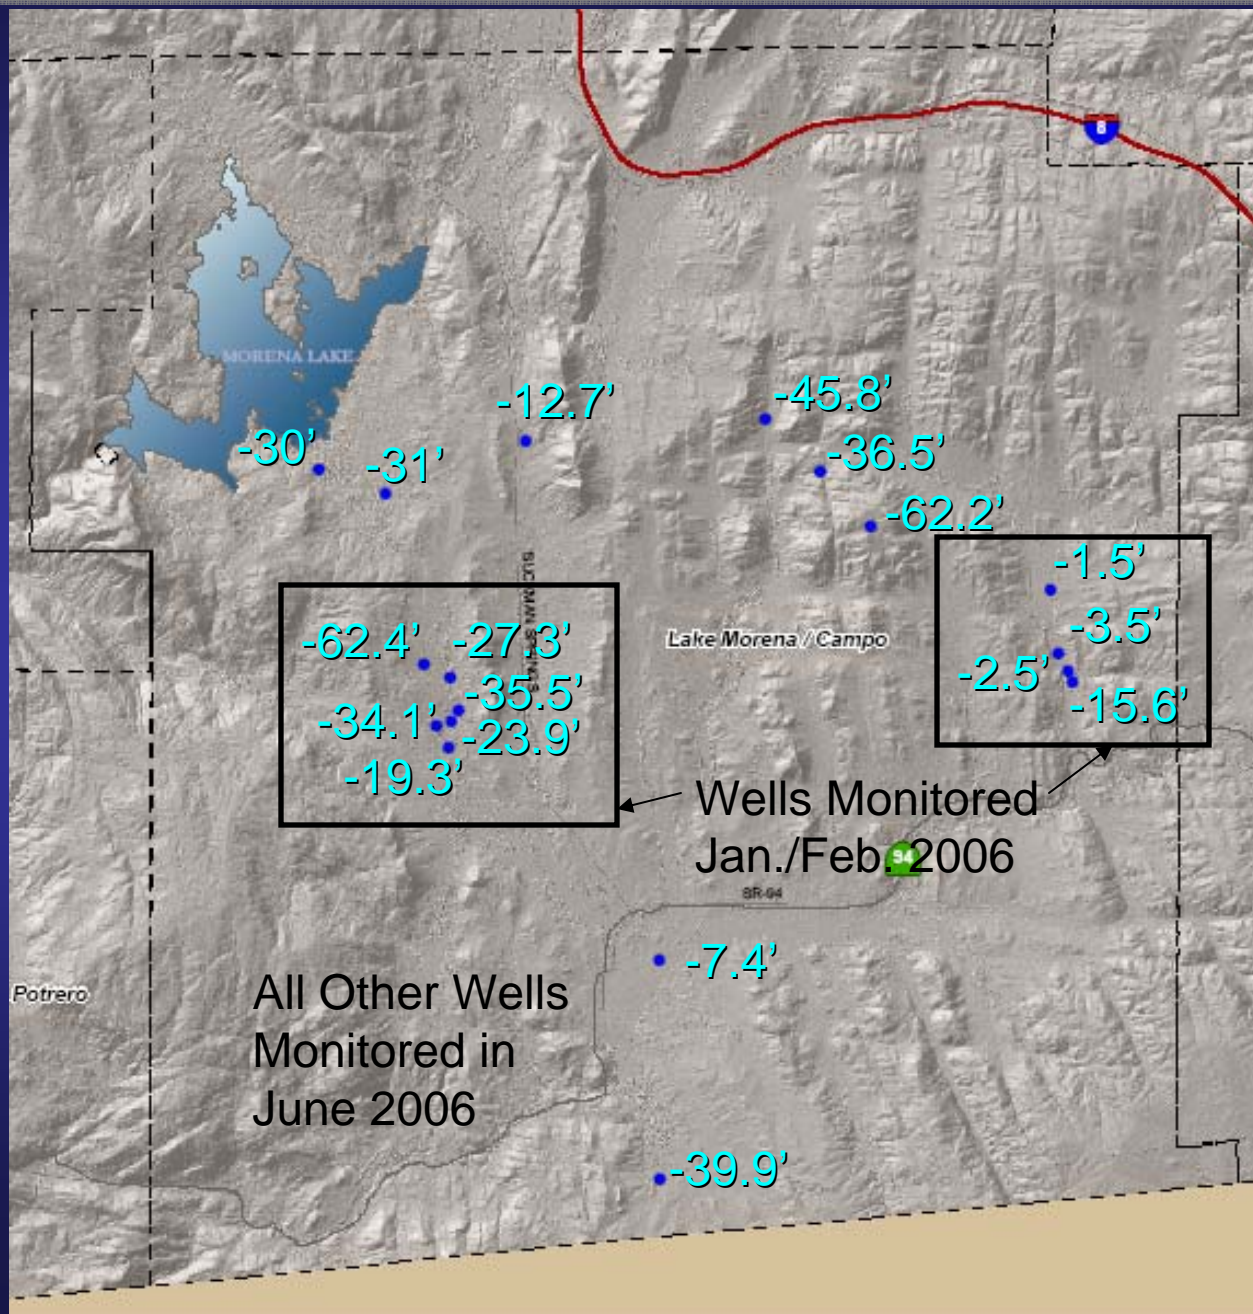 8
MORENA LAKE
-12.7’
-45.8’
-30’
-31’
-36.5’
-62.2’
-1.5’
-3.5’
-2.5’
-15.6’
-62.4’
-27.3’
-35.5’
-34.1’
-23.9’
-19.3’
Lake Morena / Campo
Wells Monitored
Jan./Feb. 2006
94
SR-94
-7.4’
All Other Wells
Monitored in
June 2006
Potrero
-39.9’